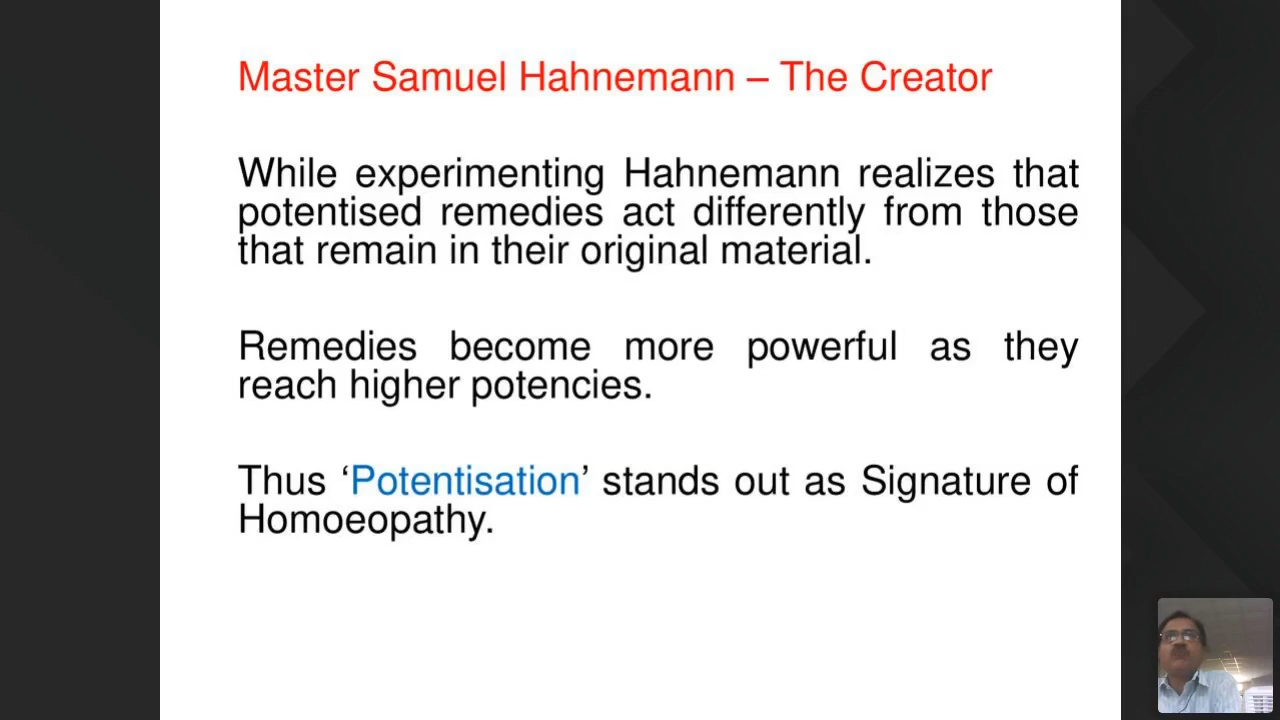 Master Samuel Hahnemann – The Creator
While experimenting Hahnemann realizes that
potentised remedies act differently from those
that remain in their original material.
Remedies become more powerful as they
reach higher potencies.
Thus ‘Potentisation’ stands out as Signature of
Homoeopathy.